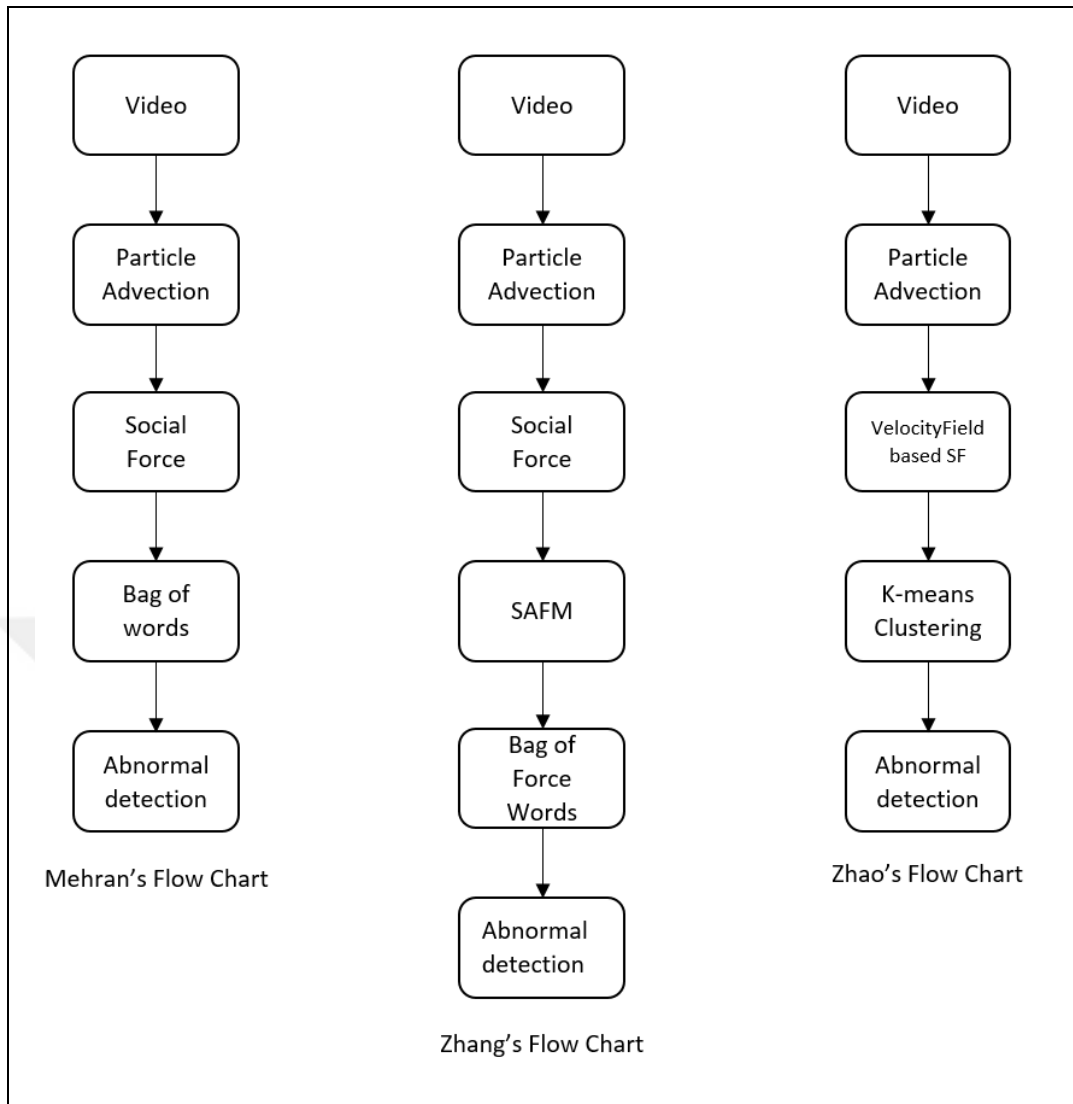 Video
Particle
Advection
Social
Force
Bag of
words
Abnormal
detection
Mehran's Flow Chart
Video
Particle
Advection
Social
Force
SAFM
Bag of
Force
Words
Abnormal
detection
Zhang's Flow Chart
Video
Particle
Advection
VelocityField
based SF
K-means
Clustering
Abnormal
detection
Zhao's Flow Chart